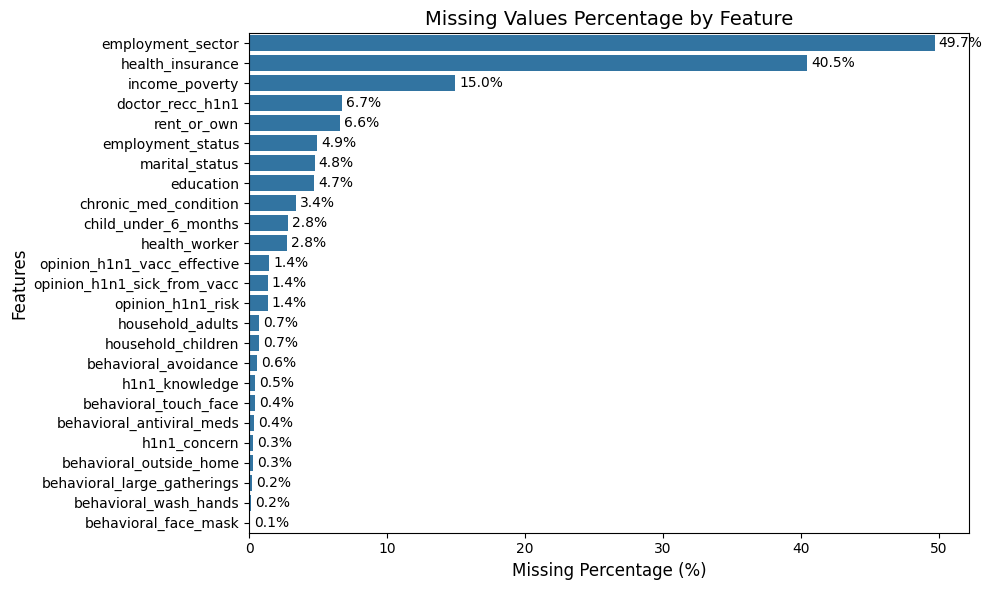 Missing Values Percentage by Feature
employment_sector 49.7%
health_insurance 40.5%
income_poverty 15.0%
doctor_recc_h1n1 6.7%
rent_or_own 6.6%
employment_status 4.9%
marital_status 4.8%
education 4.7%
chronic_med_condition 3.4%
child_under_6_months 2.8%
health_worker 2.8%
opinion_h1n1_vacc_effective 1.4%
opinion_h1n1_sick_from_vacc 1.4%
opinion_h1n1_risk 1.4%
household_adults 0.7%
household_children 0.7%
behavioral_avoidance 0.6%
h1n1_knowledge 0.5%
behavioral_touch_face 0.4%
behavioral_antiviral_meds 0.4%
h1n1_concern 0.3%
behavioral_outside_home 0.3%
behavioral_large_gatherings 0.2%
behavioral_wash_hands 0.2%
behavioral_face_mask 0.1%
Features
0 10 20 30 40 50
Missing Percentage (%)